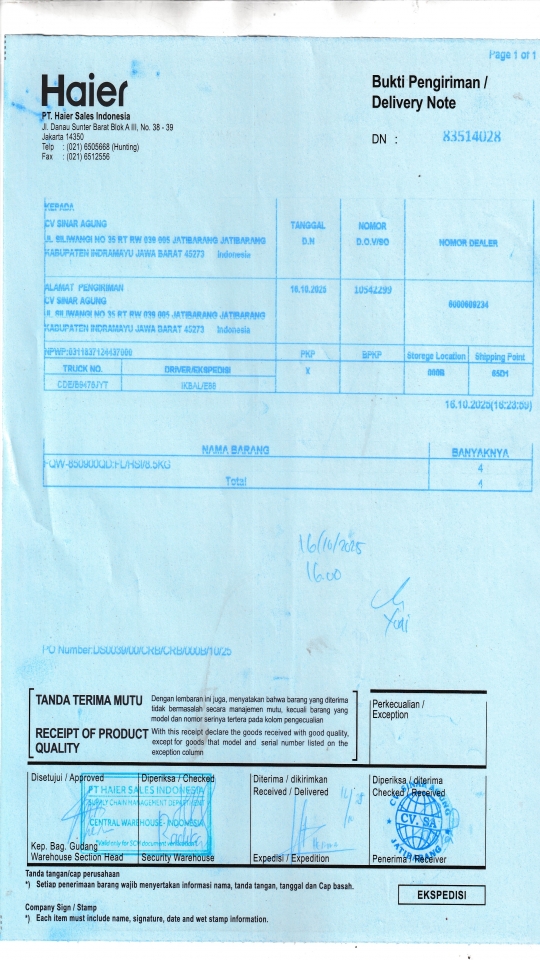 Page 1 of 1
Haier
PT. Haier Sales Indonesia
Jl. Danau Sunter Barat Blok A III, No. 38 - 39
Jakarta 14350
Telp : (021) 6505668 (Hunting)
Fax : (021) 6512556
Bukti Pengiriman /
Delivery Note
DN : 83514028
KEPADA
CV SINAR AGUNG
JL SILIWANGI NO 35 RT RW 039 005 JATIBARANG JATIBARANG
KABUPATEN INDRAMAYU JAWA BARAT 45273 Indonesia
TANGGAL
D.N
NOMOR
D.O./SO
NOMOR DEALER
ALAMAT PENGIRIMAN
CV SINAR AGUNG
JL SILIWANGI NO 35 RT RW 039 005 JATIBARANG JATIBARANG
KABUPATEN INDRAMAYU JAWA BARAT 45273 Indonesia
16.10.2025
10542299
NPWP:
PKP
BPKP
Storege Location
Shipping Point
TRUCK NO.
DRIVER/EKSPEDISI
X
CDE/B9476JYT
16.10.2025(16:23:59)
NAMA BARANG
BANYAKNYA
4
Total
4
16/10/2025
16.00
Yoni
PO Number:
TANDA TERIMA MUTU
Dengan lembaran ini juga, menyatakan bahwa barang yang diterima
tidak bermasalah secara manajemen mutu, kecuali barang yang
model dan nomor serinya tertera pada kolom pengecualian
RECEIPT OF PRODUCT
QUALITY
With this receipt declare the goods received with good quality,
except for goods that model and serial number listed on the
exception column
Perkecualian /
Exception
Disetujui / Approved
Diperiksa / Checked
Diterima / dikirimkan
Received / Delivered
Diperiksa / diterima
Checked / Received
PT HAIER SALES INDONESIA
SUPPLY CHAIN MANAGEMENT DEPARTMENT
CENTRAL WAREHOUSE- INDONESIA
CV SINAR AGUNG
CV. SA
JATIBARANG
Kep. Bag. Gudang
Warehouse Section Head
Security Warehouse
Expedisi / Expedition
Penerima / Receiver
Tanda tangan/cap perusahaan
*) Setiap penerimaan barang wajib menyertakan informasi nama, tanda tangan, tanggal dan Cap basah.
EKSPEDISI
Company Sign / Stamp
*) Each item must include name, signature, date and wet stamp information.